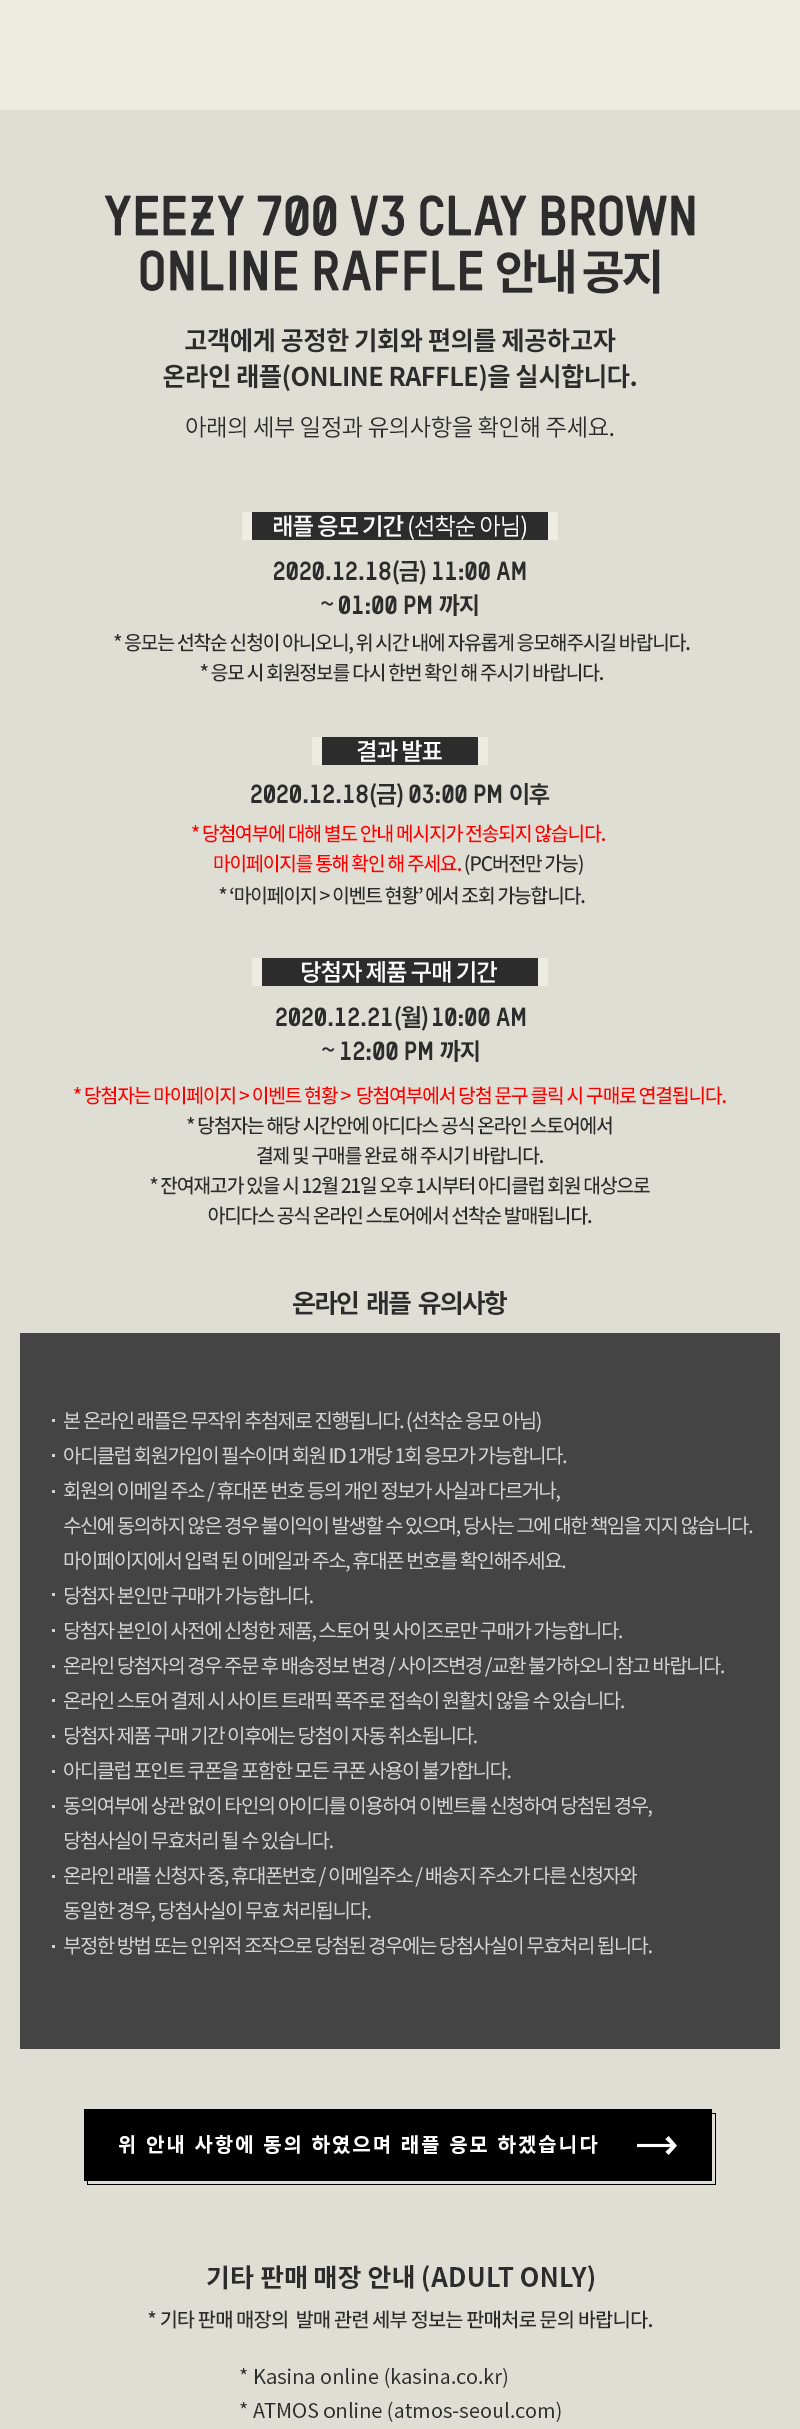 YEEZY 700 V3 CLAY BROWN
ONLINE RAFFLE 안내 공지
고객에게 공정한 기회와 편의를 제공하고자
온라인 래플(ONLINE RAFFLE)을 실시합니다.
아래의 세부 일정과 유의사항을 확인해 주세요.
래플 응모 기간 (선착순 아님)
2020.12.18(금) 11:00 AM
~ 01:00 PM 까지
* 응모는 선착순 신청이 아니오니, 위 시간 내에 자유롭게 응모해주시길 바랍니다.
* 응모 시 회원정보를 다시 한번 확인 해 주시기 바랍니다.
결과 발표
2020.12.18(금) 03:00 PM 이후
* 당첨여부에 대해 별도 안내 메시지가 전송되지 않습니다.
마이페이지를 통해 확인 해 주세요. (PC버전만 가능)
* ‘마이페이지 > 이벤트 현황’ 에서 조회 가능합니다.
당첨자 제품 구매 기간
2020.12.21(월) 10:00 AM
~ 12:00 PM 까지
* 당첨자는 마이페이지 > 이벤트 현황 > 당첨여부에서 당첨 문구 클릭 시 구매로 연결됩니다.
* 당첨자는 해당 시간안에 아디다스 공식 온라인 스토어에서
결제 및 구매를 완료 해 주시기 바랍니다.
* 잔여재고가 있을 시 12월 21일 오후 1시부터 아디클럽 회원 대상으로
아디다스 공식 온라인 스토어에서 선착순 발매됩니다.
온라인 래플 유의사항
· 본 온라인 래플은 무작위 추첨제로 진행됩니다. (선착순 응모 아님)
· 아디클럽 회원가입이 필수이며 회원 ID 1개당 1회 응모가 가능합니다.
· 회원의 이메일 주소 / 휴대폰 번호 등의 개인 정보가 사실과 다르거나,
수신에 동의하지 않은 경우 불이익이 발생할 수 있으며, 당사는 그에 대한 책임을 지지 않습니다.
마이페이지에서 입력 된 이메일과 주소, 휴대폰 번호를 확인해주세요.
· 당첨자 본인만 구매가 가능합니다.
· 당첨자 본인이 사전에 신청한 제품, 스토어 및 사이즈로만 구매가 가능합니다.
· 온라인 당첨자의 경우 주문 후 배송정보 변경 / 사이즈변경 /교환 불가하오니 참고 바랍니다.
· 온라인 스토어 결제 시 사이트 트래픽 폭주로 접속이 원활치 않을 수 있습니다.
· 당첨자 제품 구매 기간 이후에는 당첨이 자동 취소됩니다.
· 아디클럽 포인트 쿠폰을 포함한 모든 쿠폰 사용이 불가합니다.
· 동의여부에 상관 없이 타인의 아이디를 이용하여 이벤트를 신청하여 당첨된 경우,
당첨사실이 무효처리 될 수 있습니다.
· 온라인 래플 신청자 중, 휴대폰번호 / 이메일주소 / 배송지 주소가 다른 신청자와
동일한 경우, 당첨사실이 무효 처리됩니다.
· 부정한 방법 또는 인위적 조작으로 당첨된 경우에는 당첨사실이 무효처리 됩니다.
위 안내 사항에 동의 하였으며 래플 응모 하겠습니다 →
기타 판매 매장 안내 (ADULT ONLY)
* 기타 판매 매장의 발매 관련 세부 정보는 판매처로 문의 바랍니다.
* Kasina online (kasina.co.kr)
* ATMOS online (atmos-seoul.com)